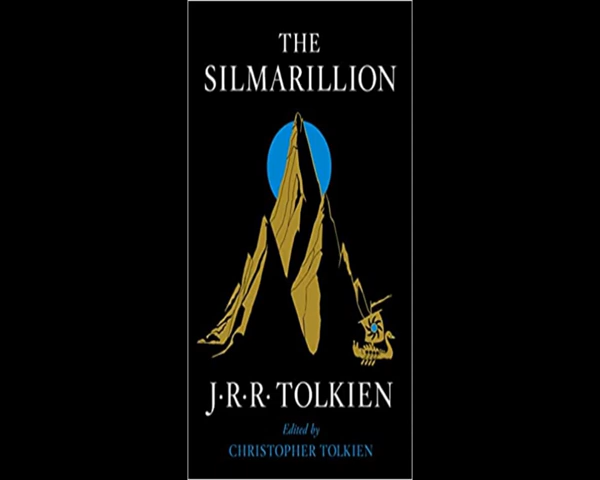 THE
SILMARILLION
J·R·R· TOLKIEN
Edited by
CHRISTOPHER TOLKIEN